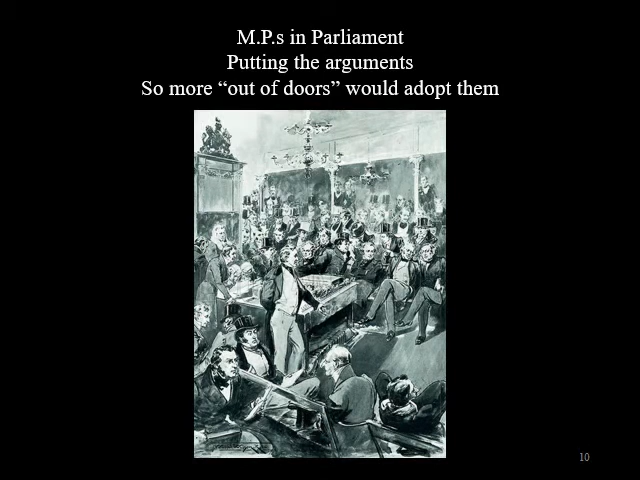 M.P.s in Parliament
Putting the arguments
So more “out of doors” would adopt them
10